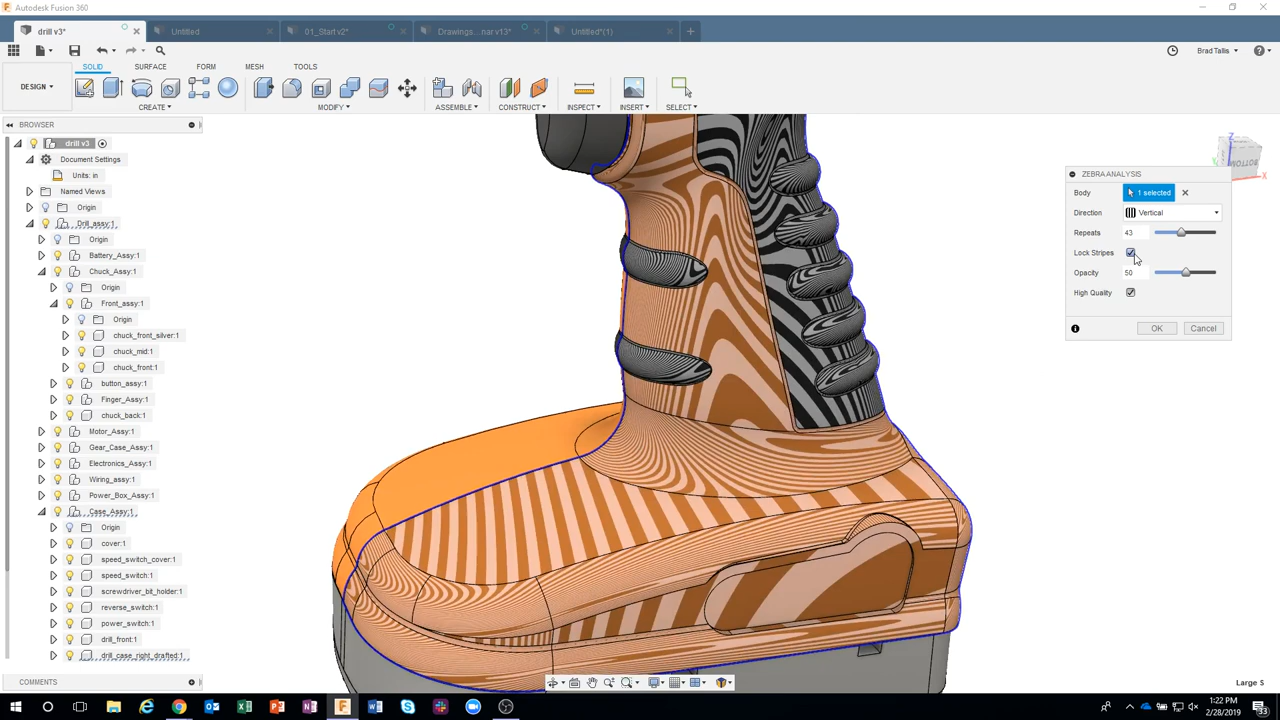 Autodesk Fusion 360
drill v3*
Untitled
01_Start v2*
Drawings...nar v13*
Untitled*(1)
Brad Tallis
DESIGN
SOLID
SURFACE
FORM
MESH
TOOLS
CREATE
MODIFY
ASSEMBLE
CONSTRUCT
INSPECT
INSERT
SELECT
BROWSER
drill v3
Document Settings
Units: in
Named Views
Origin
Drill_assy:1
Origin
Battery_Assy:1
Chuck_Assy:1
Origin
Front_assy:1
Origin
chuck_front_silver:1
chuck_mid:1
chuck_front:1
button_assy:1
Finger_Assy:1
chuck_back:1
Motor_Assy:1
Gear_Case_Assy:1
Electronics_Assy:1
Wiring_assy:1
Power_Box_Assy:1
Case_Assy:1
Origin
cover:1
speed_switch_cover:1
speed_switch:1
screwdriver_bit_holder:1
reverse_switch:1
power_switch:1
drill_front:1
drill_case_right_drafted:1
COMMENTS
Z
X
BOTTOM
ZEBRA ANALYSIS
Body 1 selected
Direction Vertical
Repeats 43
Lock Stripes
Opacity 50
High Quality
OK Cancel
Large S
1:22 PM
2/28/2019
33